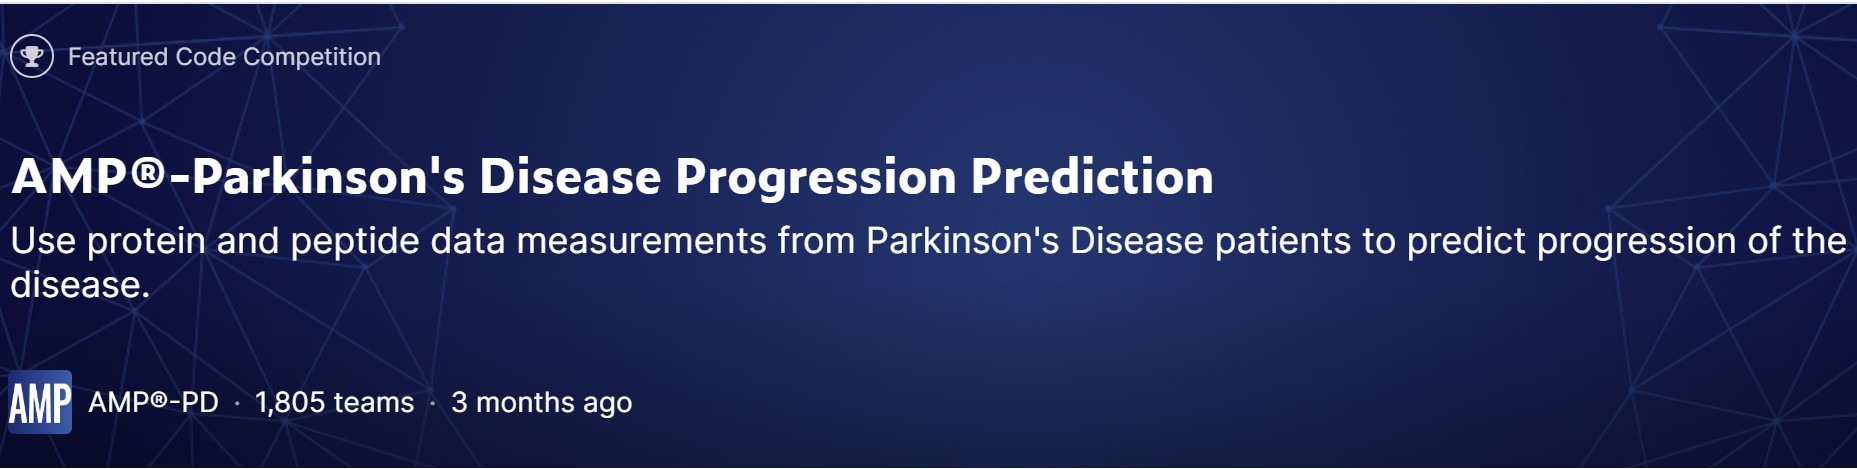 Featured Code Competition
AMP®-Parkinson's Disease Progression Prediction
Use protein and peptide data measurements from Parkinson's Disease patients to predict progression of the
disease.
AMP AMP®-PD · 1,805 teams · 3 months ago